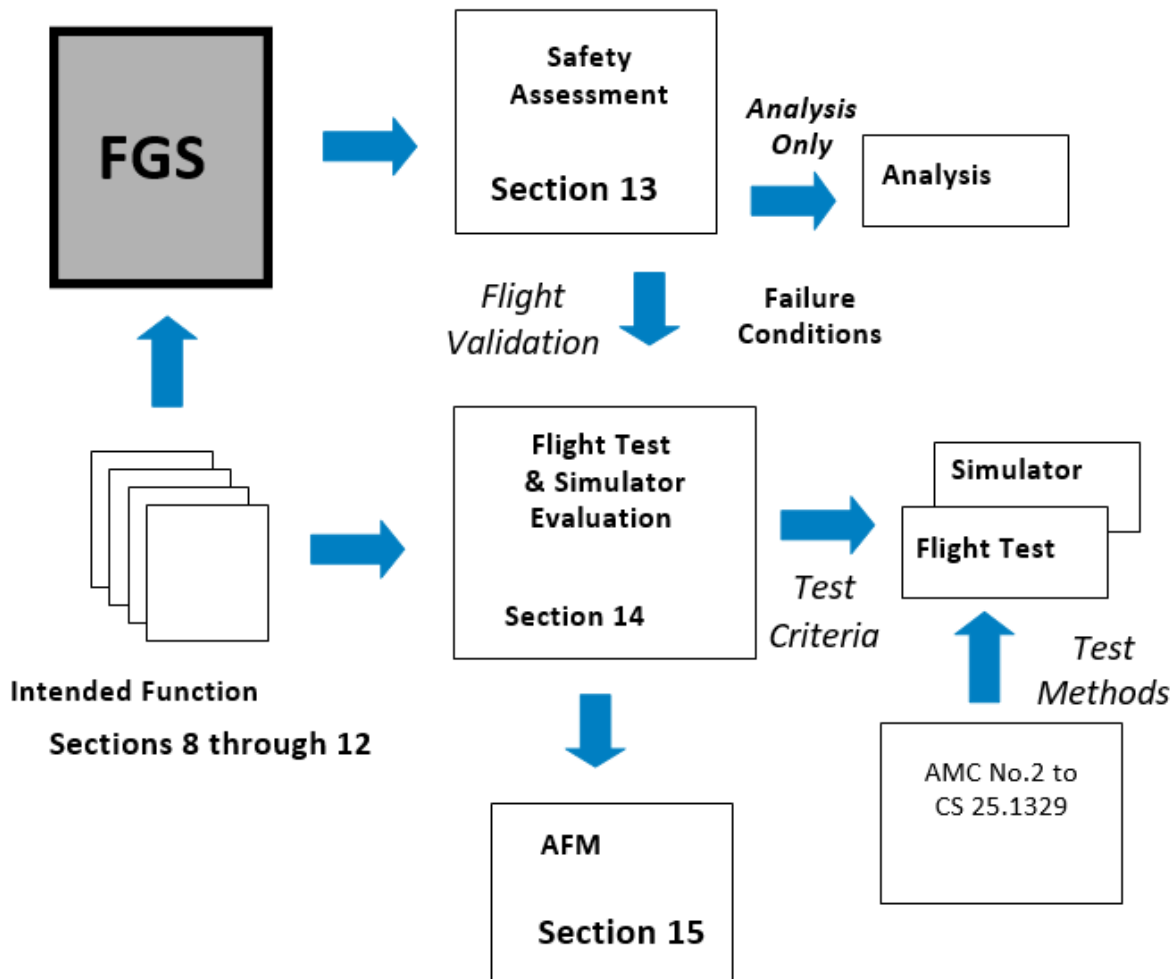 FGS
Safety
Assessment
Section 13
Analysis
Only
Analysis
Flight
Validation
Failure
Conditions
Flight Test
& Simulator
Evaluation
Section 14
Simulator
Flight Test
Test
Criteria
Test
Methods
Intended Function
Sections 8 through 12
AMC No.2 to
CS 25.1329
AFM
Section 15